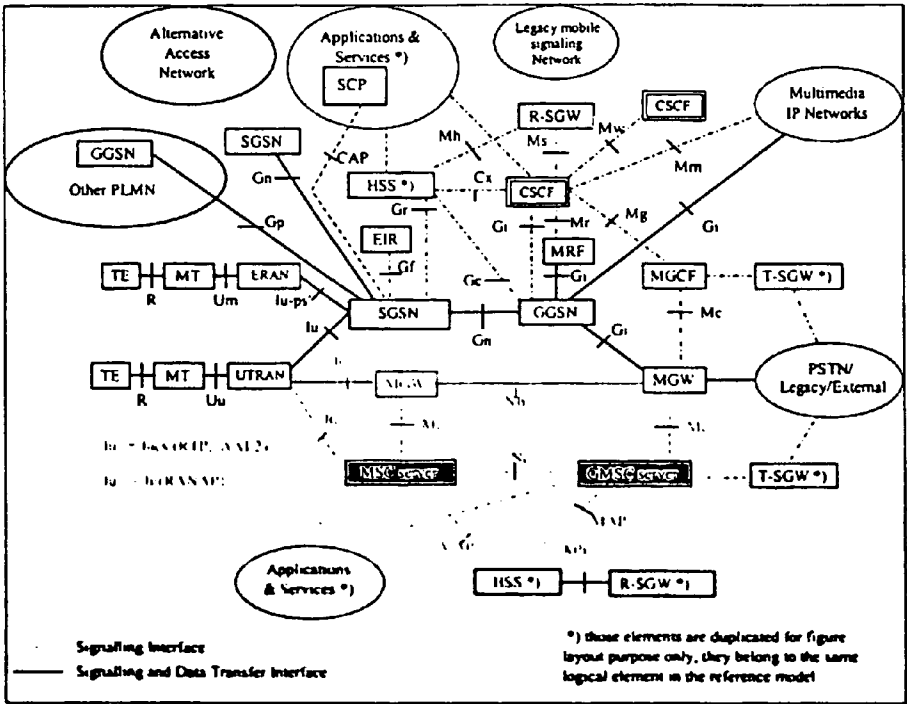 Alternative
Access
Network
Applications &
Services *)
SCP
Legacy mobile
signaling
Network
Multimedia
IP Networks
R-SGW
CSCF
GGSN
Other PLMN
SGSN
CAP
Mh
Ms
Mw
Mm
Gn
HSS *)
Cx
CSCF
Gp
Gr
Gi
Mr
Mg
Gi
EIR
Gf
Gc
MRF
Gi
TE
R
MT
Um
ERAN
Iu-ps
MGCF
T-SGW *)
SGSN
Gn
GGSN
Mc
Iu
Gi
TE
R
MT
Uu
UTRAN
MGW
MGW
PSTN/
Legacy/External
MSC server
GMSC server
T-SGW *)
MAP
Applications
& Services *)
HSS *)
R-SGW *)
Signalling Interface
Signalling and Data Transfer Interface
*) those elements are duplicated for figure
layout purpose only, they belong to the same
logical element in the reference model